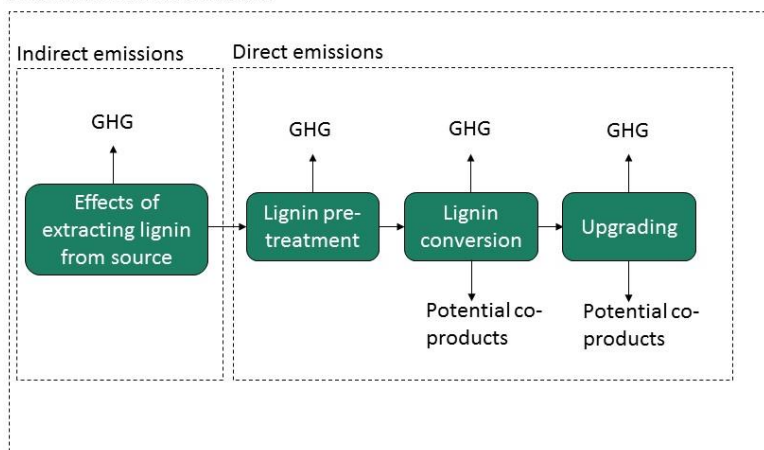 Indirect emissions
Direct emissions
GHG
GHG
GHG
GHG
Effects of
extracting lignin
from source
Lignin pre-
treatment
Lignin
conversion
Upgrading
Potential co-
products
Potential co-
products